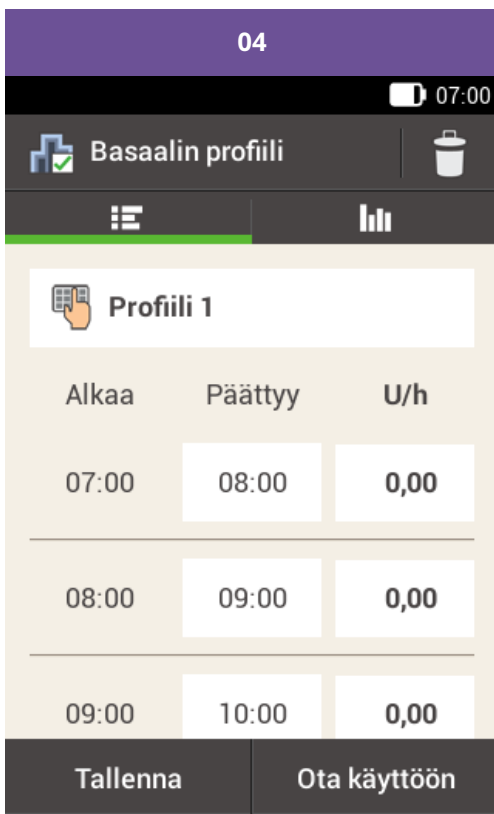 04
07:00
Basaalin profiili
Profiili 1
Alkaa Päättyy U/h
07:00 08:00 0,00
08:00 09:00 0,00
09:00 10:00 0,00
Tallenna Ota käyttöön